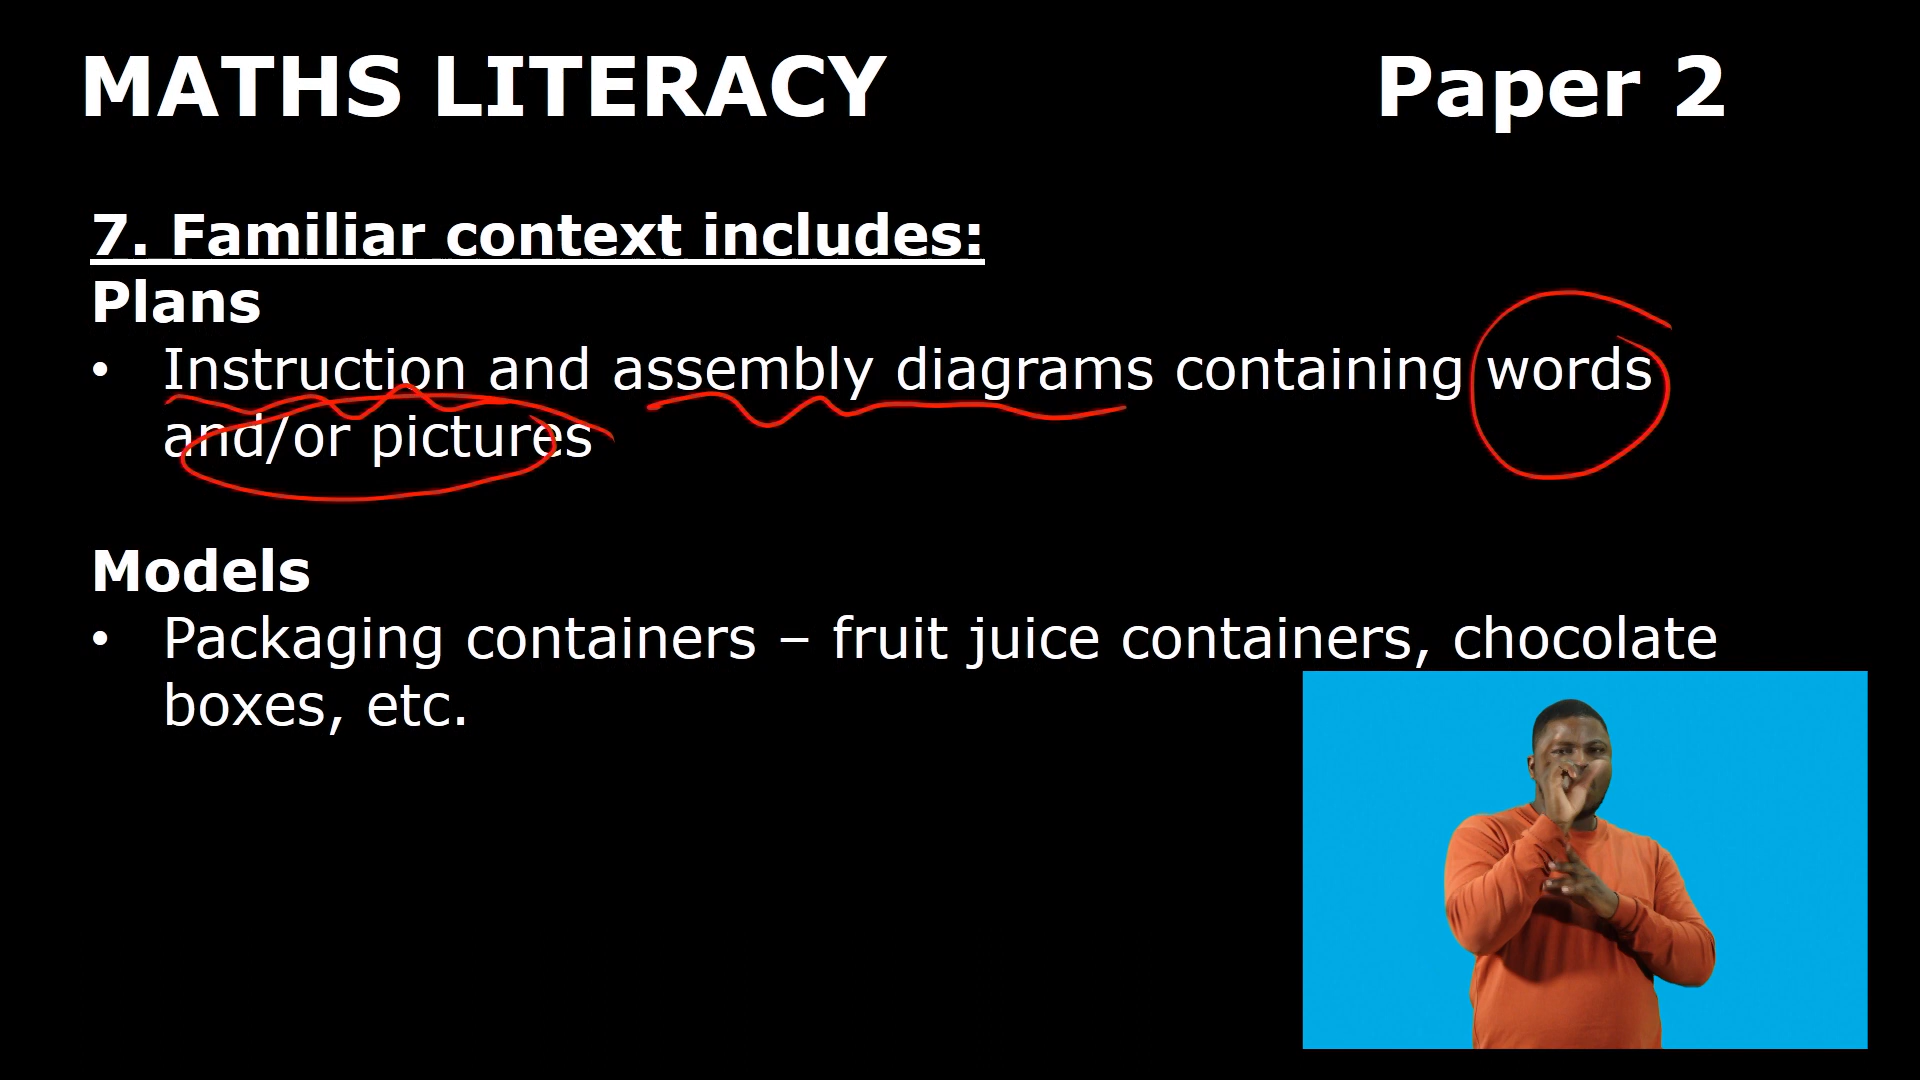 MATHS LITERACY Paper 2
7. Familiar context includes:
Plans
• Instruction and assembly diagrams containing words
and/or pictures
Models
• Packaging containers – fruit juice containers, chocolate
boxes, etc.